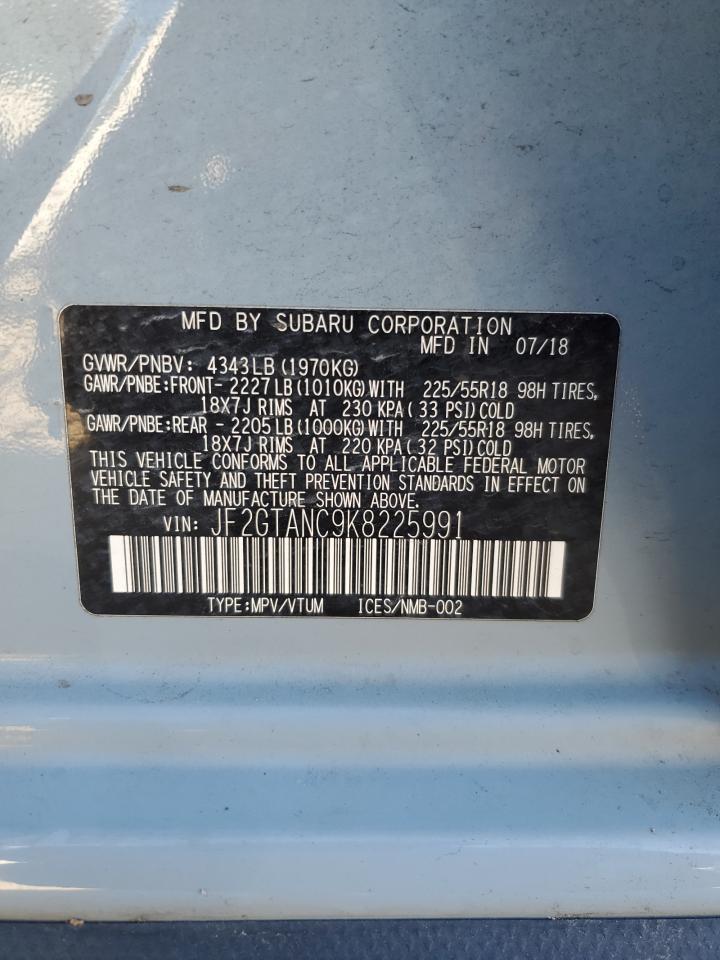 MFD BY SUBARU CORPORATION
MFD IN 07/18
GVWR/PNBV: 4343LB (1970KG)
GAWR/PNBE:FRONT- 2227LB (1010KG)WITH 225/55R18 98H TIRES,
18X7J RIMS AT 230 KPA (33 PSI)COLD
GAWR/PNBE:REAR - 2205LB (1000KG)WITH 225/55R18 98H TIRES,
18X7J RIMS AT 220 KPA (32 PSI)COLD
THIS VEHICLE CONFORMS TO ALL APPLICABLE FEDERAL MOTOR
VEHICLE SAFETY AND THEFT PREVENTION STANDARDS IN EFFECT ON
THE DATE OF MANUFACTURE SHOWN ABOVE.
VIN: JF2GTANC9K8225991
TYPE:MPV/VTUM ICES/NMB-002